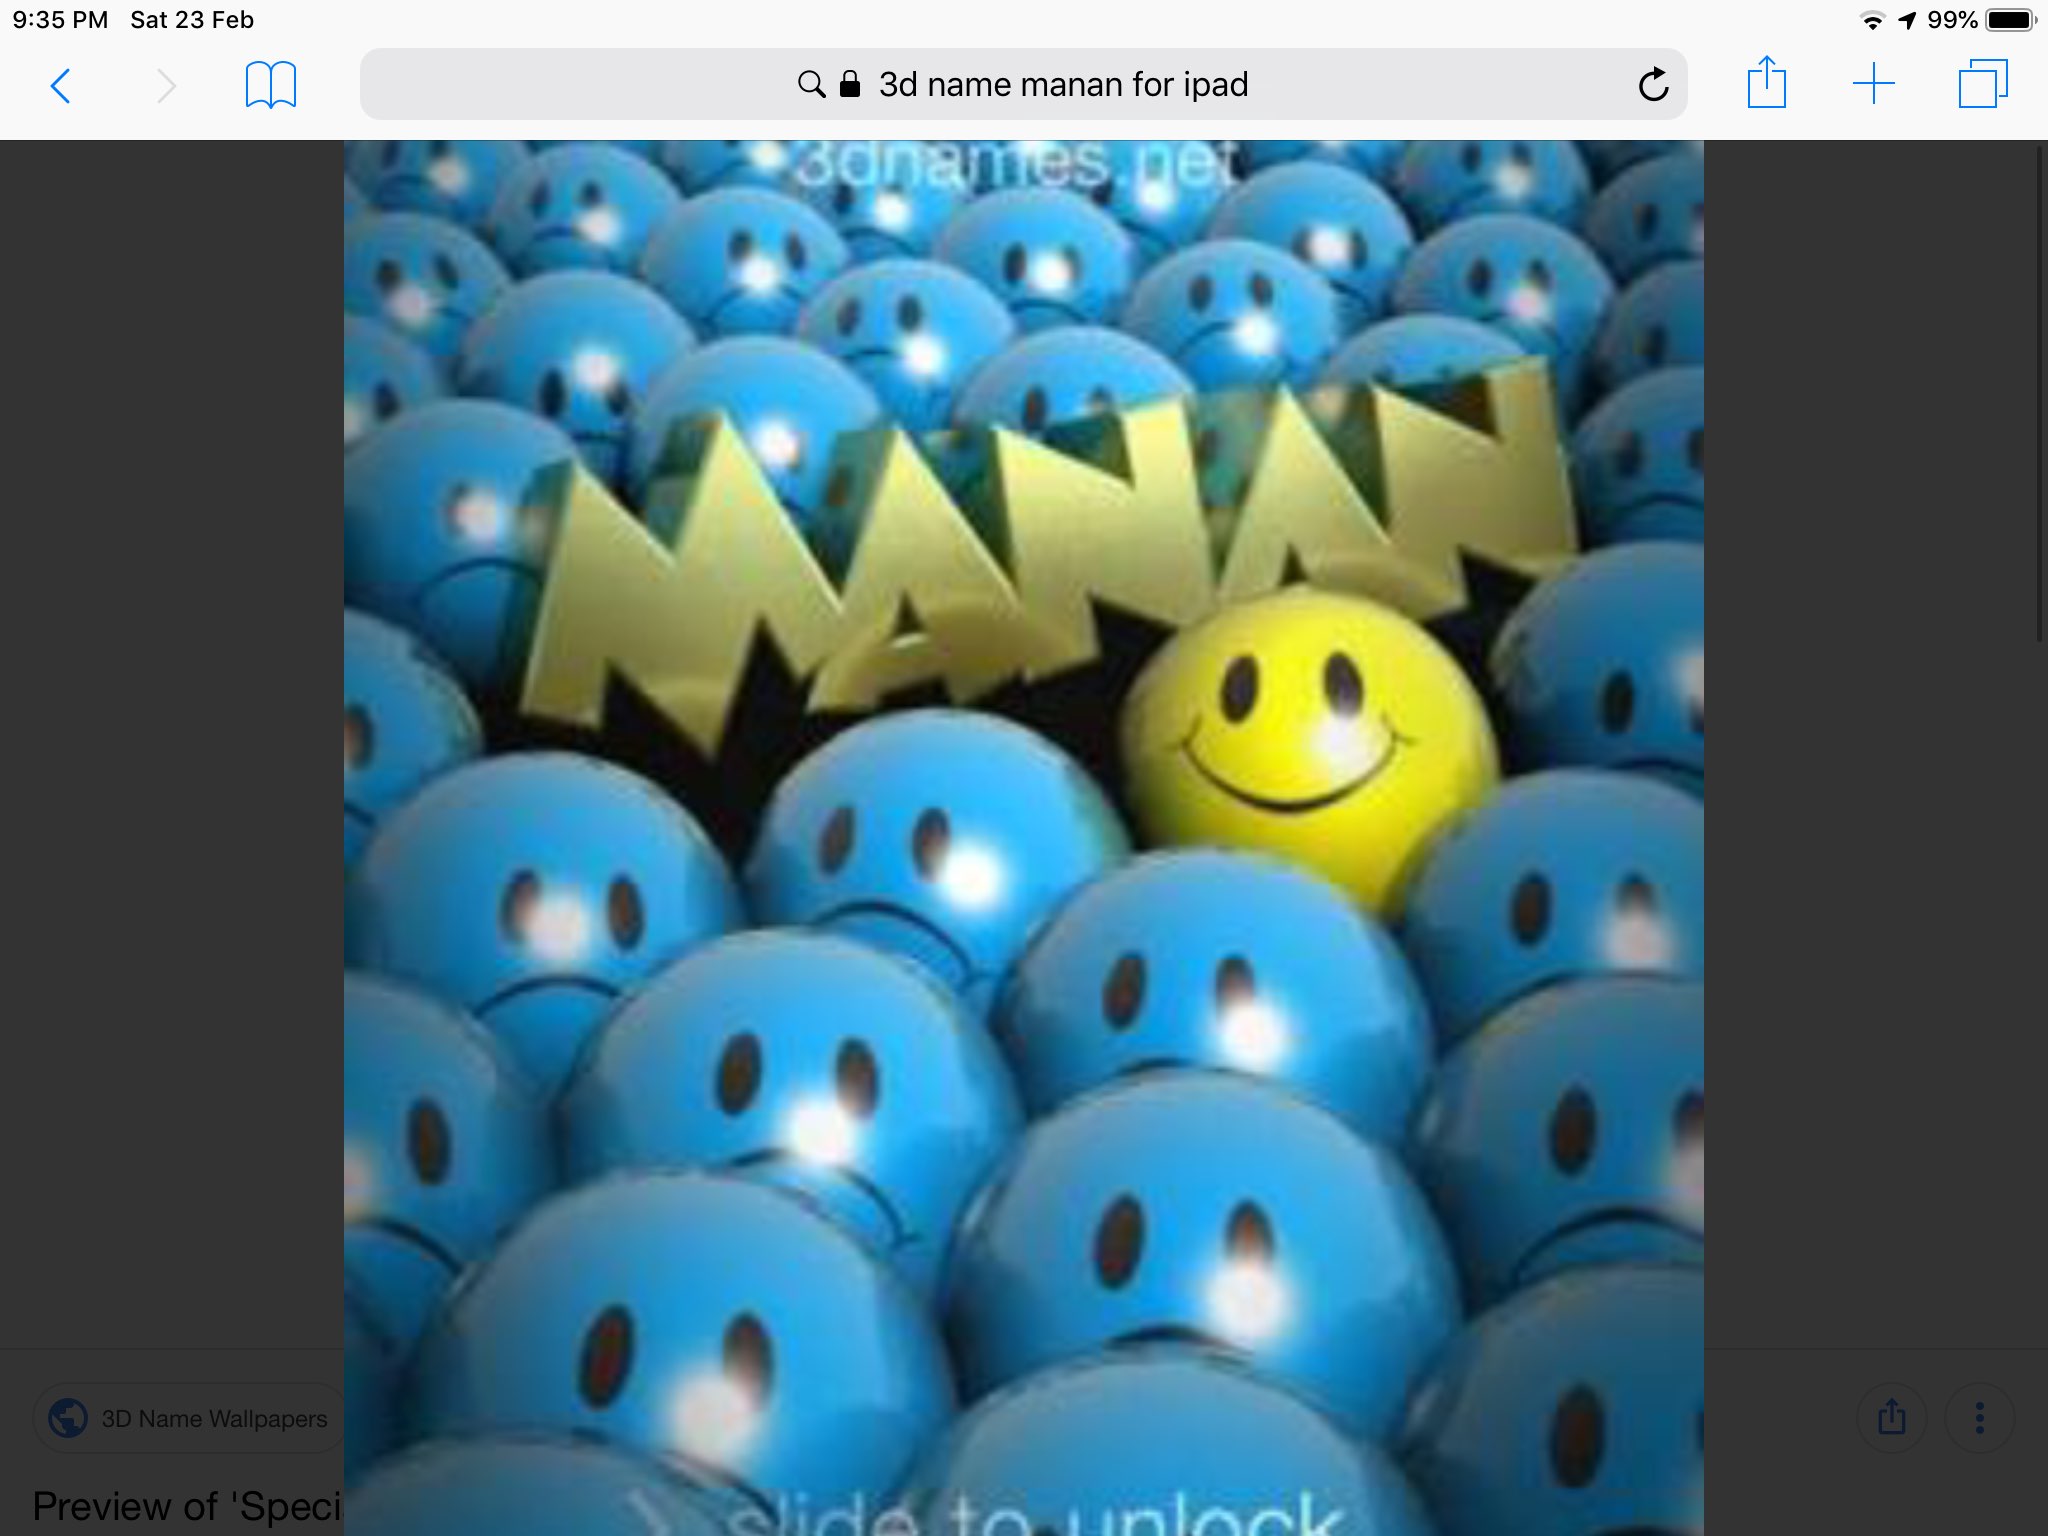 9:35 PM Sat 23 Feb 99%
3d name manan for ipad
3dnames.net
MANAN
3D Name Wallpapers
Preview of 'Speci
> slide to unlock